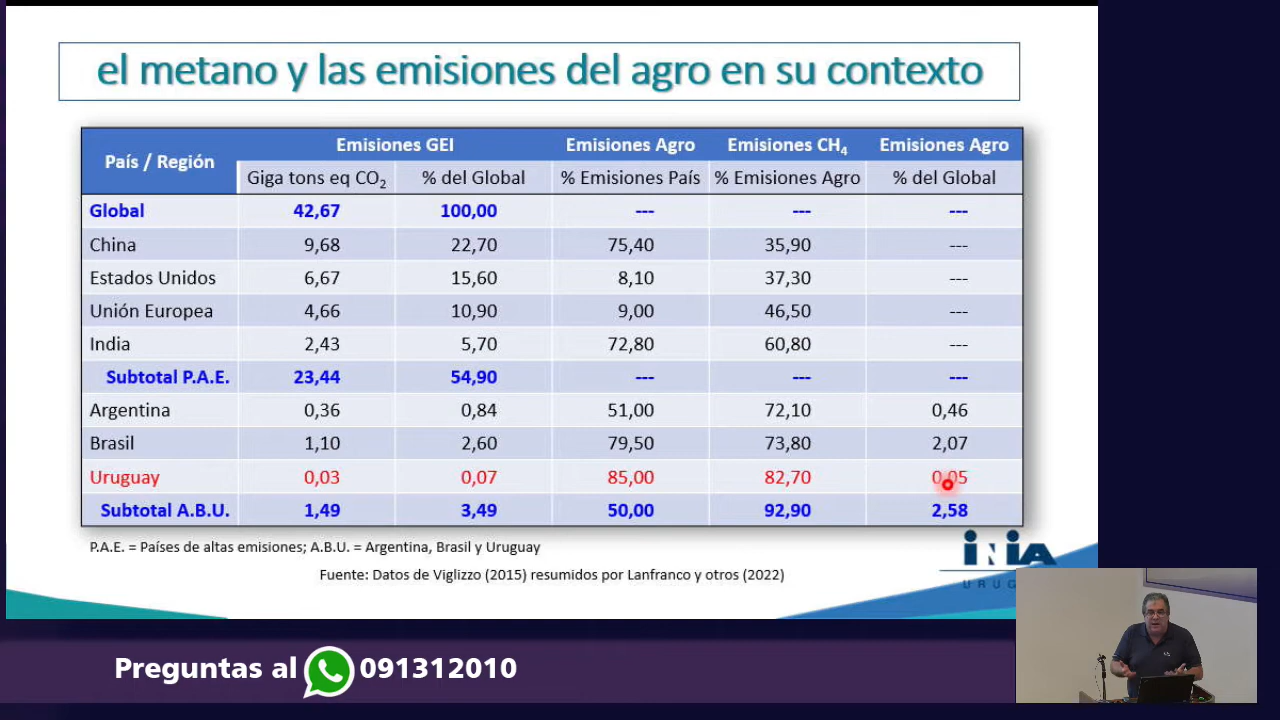 el metano y las emisiones del agro en su contexto
País / Región Emisiones GEI Emisiones Agro Emisiones CH₄ Emisiones Agro
Giga tons eq CO₂ % del Global % Emisiones País % Emisiones Agro % del Global
Global 42,67 100,00 --- --- ---
China 9,68 22,70 75,40 35,90 ---
Estados Unidos 6,67 15,60 8,10 37,30 ---
Unión Europea 4,66 10,90 9,00 46,50 ---
India 2,43 5,70 72,80 60,80 ---
Subtotal P.A.E. 23,44 54,90 --- --- ---
Argentina 0,36 0,84 51,00 72,10 0,46
Brasil 1,10 2,60 79,50 73,80 2,07
Uruguay 0,03 0,07 85,00 82,70 0,05
Subtotal A.B.U. 1,49 3,49 50,00 92,90 2,58
P.A.E. = Países de altas emisiones; A.B.U. = Argentina, Brasil y Uruguay
Fuente: Datos de Viglizzo (2015) resumidos por Lanfranco y otros (2022)
INIA
Preguntas al 091312010